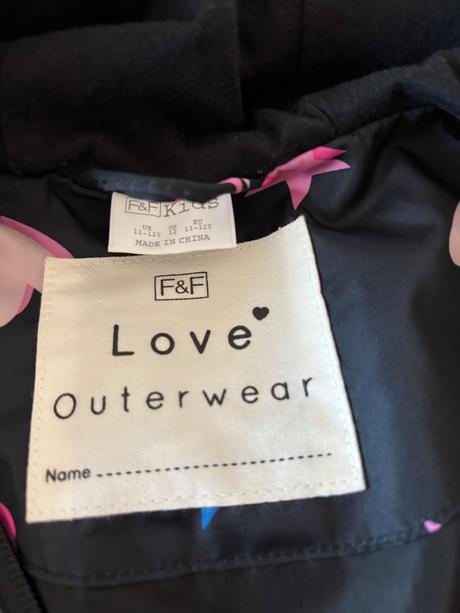 F&F Kids
UK US EU
11-12Y 12 11-12Y
MADE IN CHINA
F&F
Love
Outerwear
Name